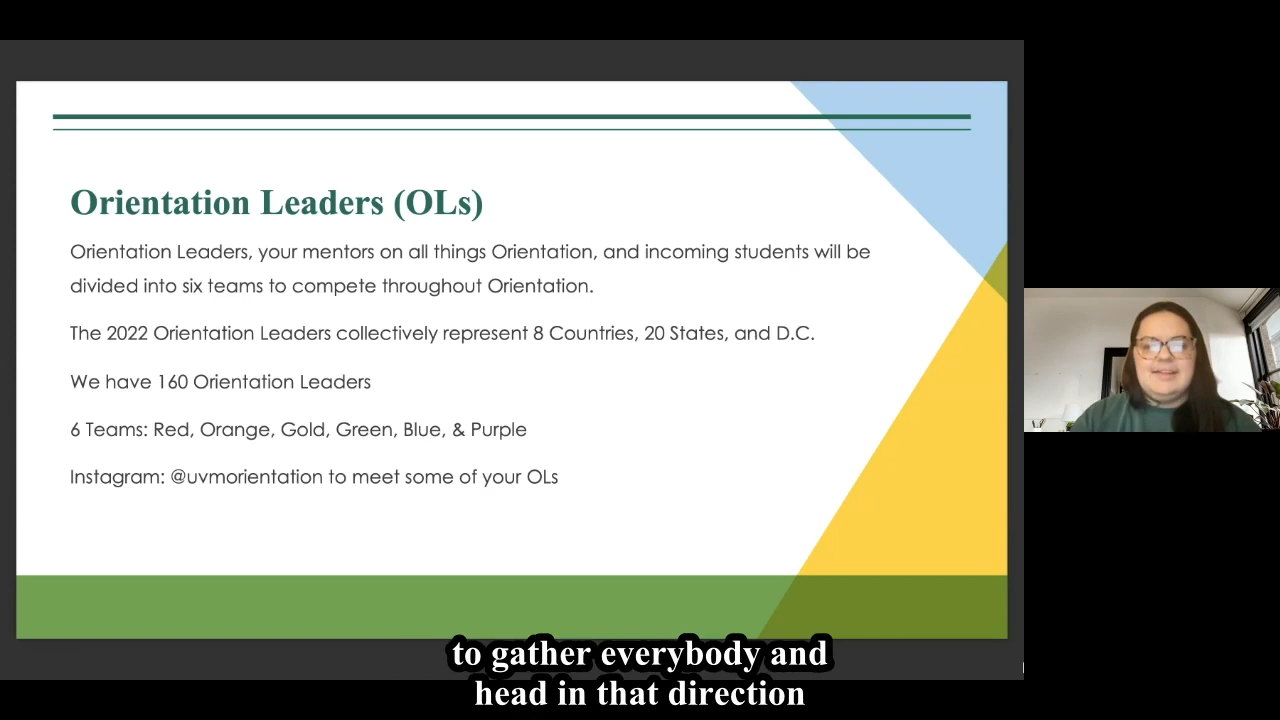 Orientation Leaders (OLs)
Orientation Leaders, your mentors on all things Orientation, and incoming students will be
divided into six teams to compete throughout Orientation.
The 2022 Orientation Leaders collectively represent 8 Countries, 20 States, and D.C.
We have 160 Orientation Leaders
6 Teams: Red, Orange, Gold, Green, Blue, & Purple
Instagram: @uvmorientation to meet some of your OLs
to gather everybody and
head in that direction